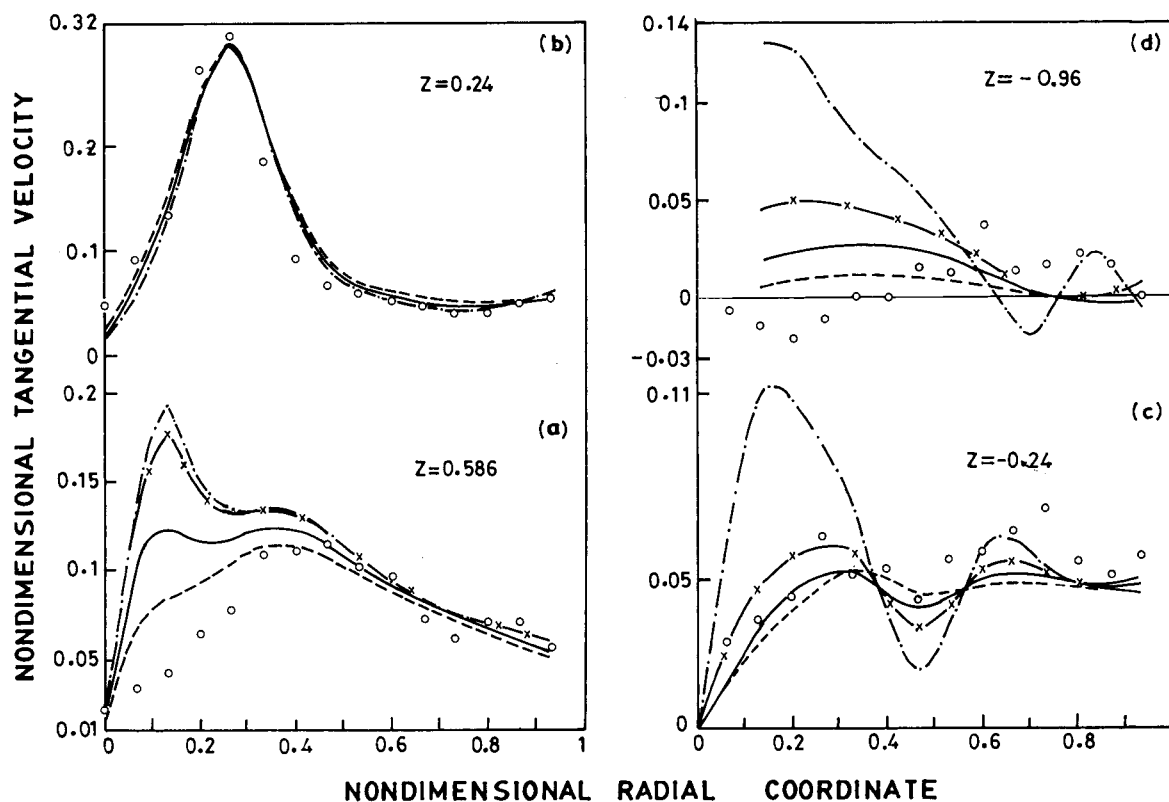 NONDIMENSIONAL TANGENTIAL VELOCITY
0.32
0.2
0.1
0
(b)
Z=0.24
0.2
0.15
0.1
0.05
0.01
(a)
Z=0.586
0 0.2 0.4 0.6 0.8 1
0.14
0.1
0.05
0
-0.03
(d)
Z=-0.96
0.11
0.05
0
(c)
Z=-0.24
0 0.2 0.4 0.6 0.8
NONDIMENSIONAL RADIAL COORDINATE